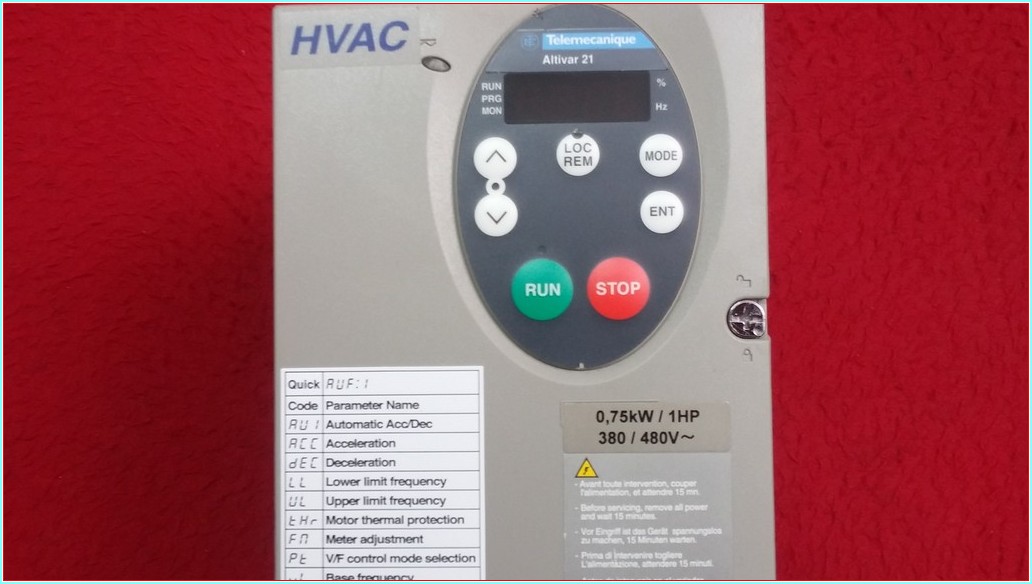 HVAC
Telemecanique
Altivar 21
RUN
PRG
MON
%
Hz
LOC
REM
MODE
ENT
RUN
STOP
Quick AUF:1
Code Parameter Name
AU1 Automatic Acc/Dec
ACC Acceleration
dEC Deceleration
LL Lower limit frequency
UL Upper limit frequency
tHr Motor thermal protection
FM Meter adjustment
Pt V/F control mode selection
Base frequency
0,75kW / 1HP
380 / 480V~
- Avant toute intervention, couper
l'alimentation, et attendre 15 mn.
- Before servicing, remove all power
and wait 15 minutes.
- Vor Eingriff ist das Gerät spannungslos
zu machen, 15 Minuten warten.
- Prima di intervenire togliere
L'alimentazione, attendere 15 minuti.